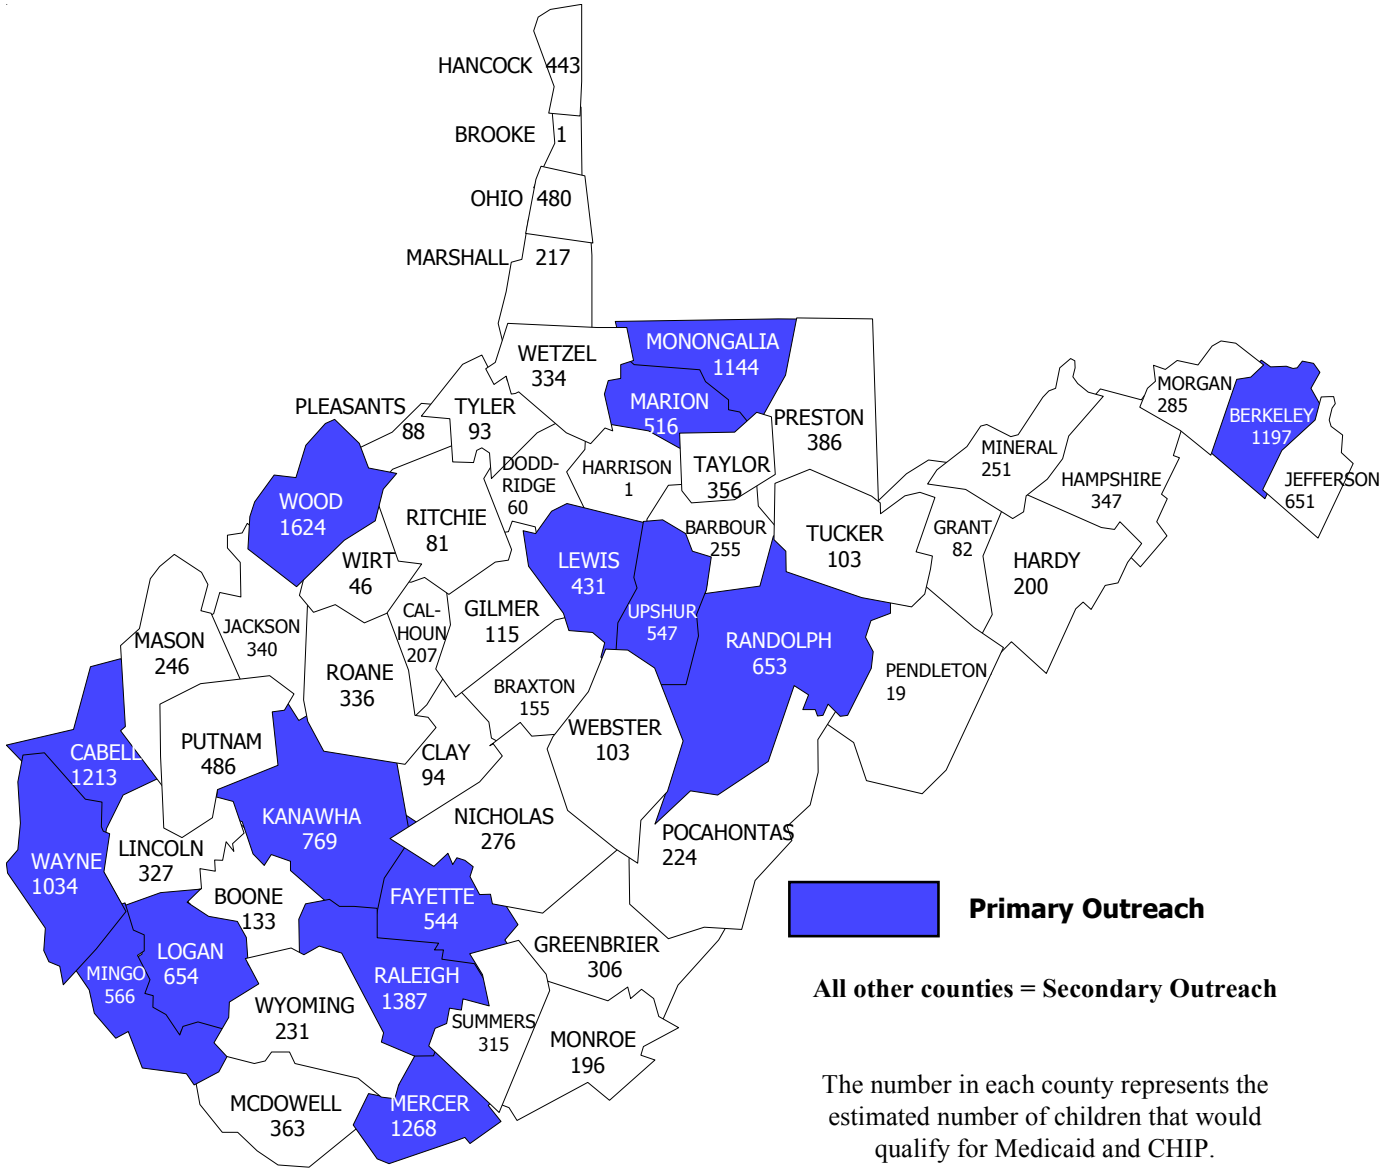 HANCOCK 443
BROOKE 1
OHIO 480
MARSHALL 217
MONONGALIA
1144
WETZEL
334
MARION
516
PRESTON
386
MORGAN
285
BERKELEY
1197
JEFFERSON
651
MINERAL
251
HAMPSHIRE
347
PLEASANTS
88
TYLER
93
DODD-
RIDGE
60
HARRISON
1
TAYLOR
356
WOOD
1624
RITCHIE
81
BARBOUR
255
TUCKER
103
GRANT
82
HARDY
200
WIRT
46
LEWIS
431
UPSHUR
547
RANDOLPH
653
PENDLETON
19
CAL-
HOUN
207
GILMER
115
MASON
246
JACKSON
340
ROANE
336
BRAXTON
155
WEBSTER
103
CABELL
1213
PUTNAM
486
CLAY
94
KANAWHA
769
NICHOLAS
276
POCAHONTAS
224
WAYNE
1034
LINCOLN
327
BOONE
133
FAYETTE
544
GREENBRIER
306
MINGO
566
LOGAN
654
RALEIGH
1387
WYOMING
231
SUMMERS
315
MONROE
196
MCDOWELL
363
MERCER
1268
Primary Outreach
All other counties = Secondary Outreach
The number in each county represents the
estimated number of children that would
qualify for Medicaid and CHIP.